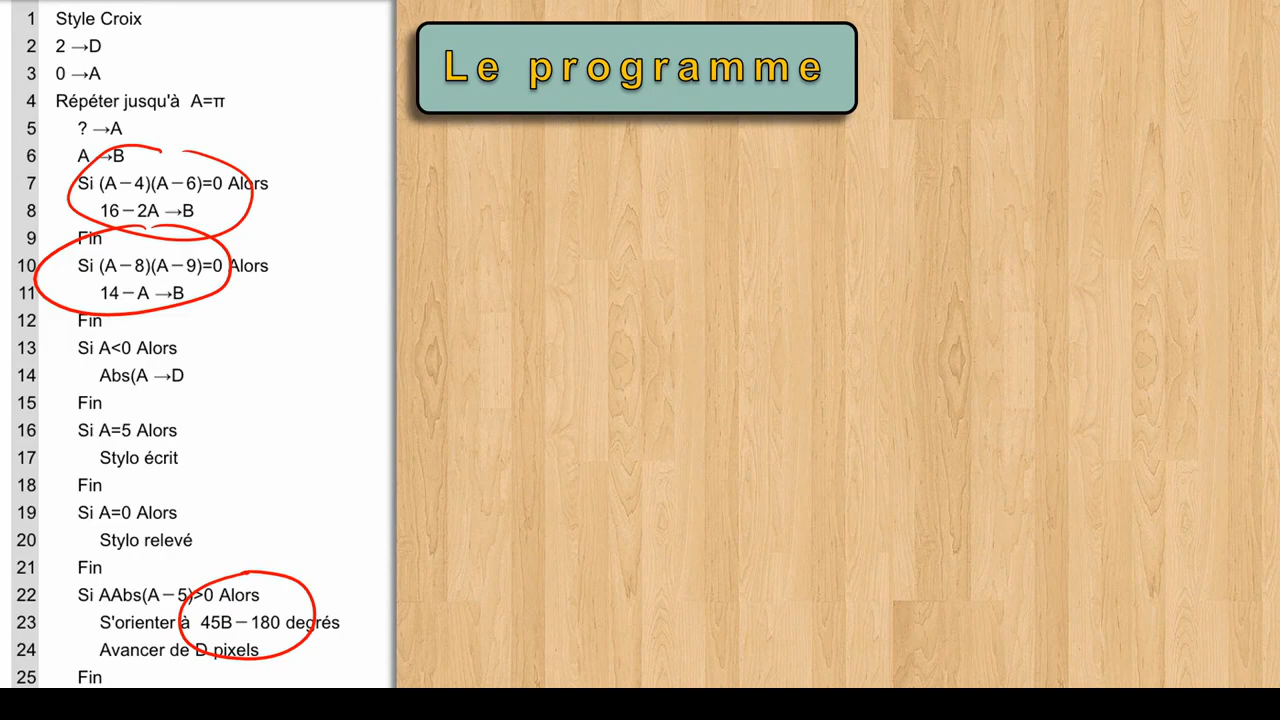 Le programme
1 Style Croix
2 2 →D
3 0 →A
4 Répéter jusqu'à A=π
5 ? →A
6 A →B
7 Si (A−4)(A−6)=0 Alors
8 16−2A →B
9 Fin
10 Si (A−8)(A−9)=0 Alors
11 14−A →B
12 Fin
13 Si A<0 Alors
14 Abs(A →D
15 Fin
16 Si A=5 Alors
17 Stylo écrit
18 Fin
19 Si A=0 Alors
20 Stylo relevé
21 Fin
22 Si AAbs(A−5)>0 Alors
23 S'orienter à 45B−180 degrés
24 Avancer de D pixels
25 Fin